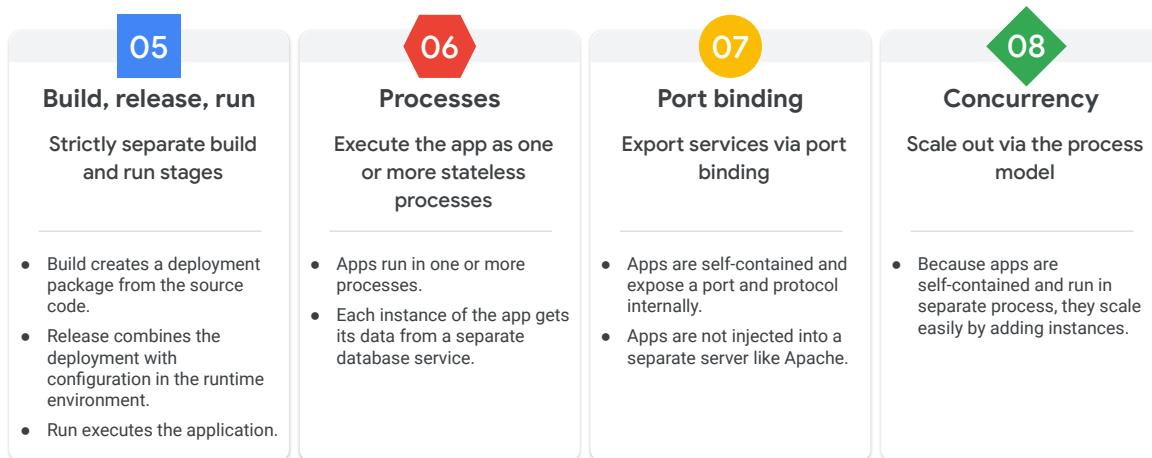 05
Build, release, run
Strictly separate build
and run stages
● Build creates a deployment
package from the source
code.
● Release combines the
deployment with
configuration in the runtime
environment.
● Run executes the application.
06
Processes
Execute the app as one
or more stateless
processes
● Apps run in one or more
processes.
● Each instance of the app gets
its data from a separate
database service.
07
Port binding
Export services via port
binding
● Apps are self-contained and
expose a port and protocol
internally.
● Apps are not injected into a
separate server like Apache.
08
Concurrency
Scale out via the process
model
● Because apps are
self-contained and run in
separate process, they scale
easily by adding instances.